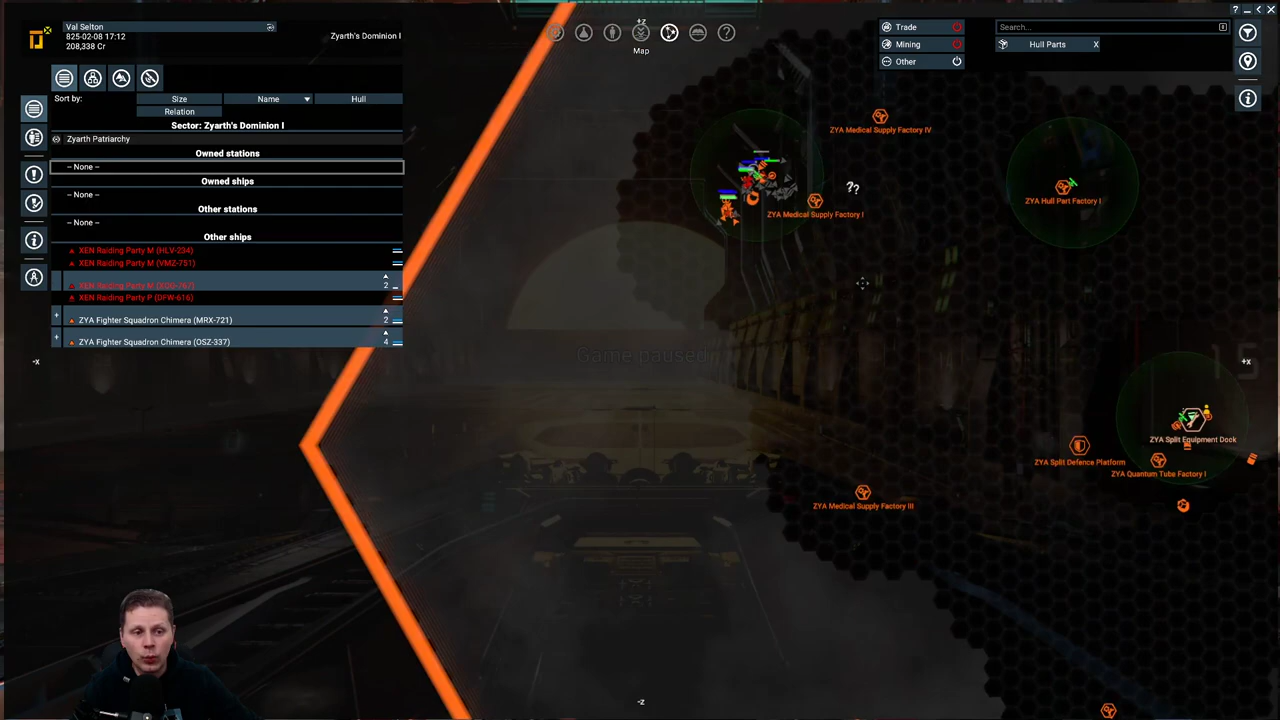 Val Selton
825-02-08 17:12
208,338 Cr
Zyarth's Dominion I
Sort by:
Size
Name
Hull
Relation
Sector: Zyarth's Dominion I
Zyarth Patriarchy
Owned stations
-- None --
Owned ships
-- None --
Other stations
-- None --
Other ships
XEN Raiding Party M (HLV-234)
XEN Raiding Party M (VMZ-751)
2
XEN Raiding Party P (DFW-616)
ZYA Fighter Squadron Chimera (MRX-721)
2
ZYA Fighter Squadron Chimera (OSZ-337)
4
-x
+z
Map
Trade
Mining
Other
Search...
Hull Parts
X
ZYA Medical Supply Factory IV
ZYA Medical Supply Factory I
??
ZYA Hull Part Factory I
Game paused
+x
ZYA Split Equipment Dock
ZYA Split Defence Platform
ZYA Quantum Tube Factory I
ZYA Medical Supply Factory III
-z